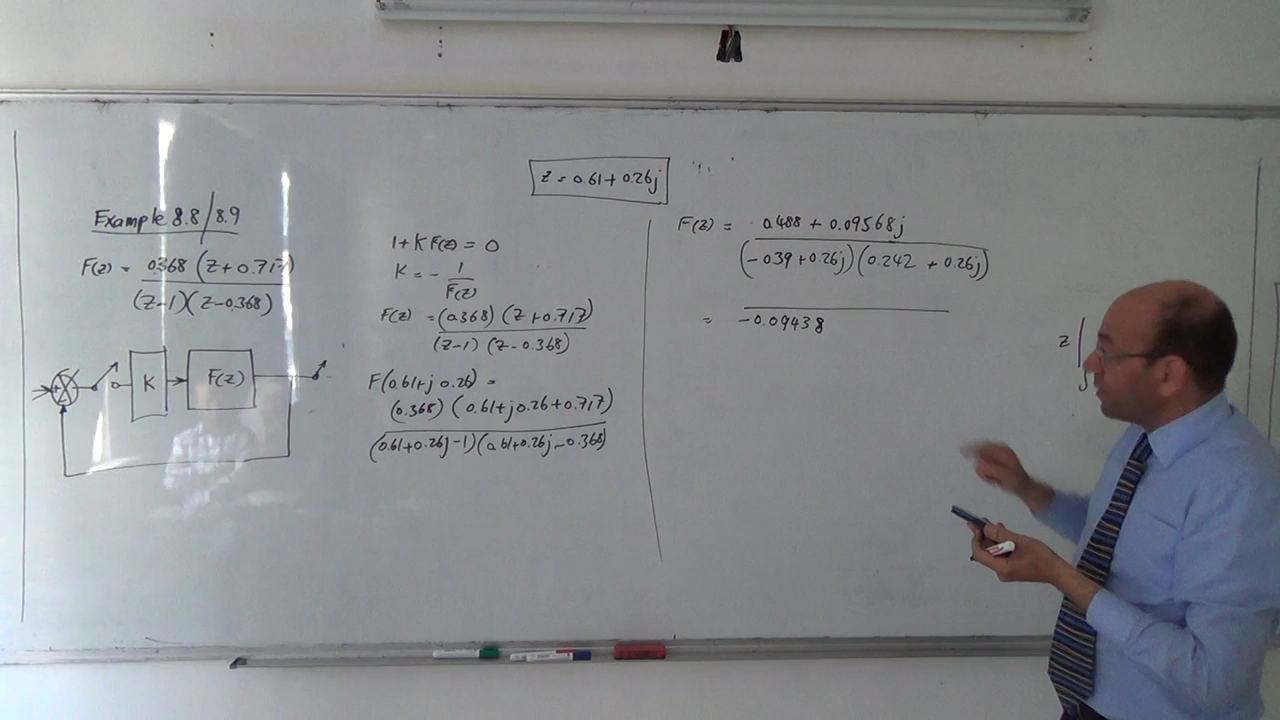 z = 0.61 + 0.26j
Example 8.8/8.9
F(z) = 0.368 (z + 0.717)
(z-1)(z-0.368)
K
F(z)
1 + K F(z) = 0
K = - 1
F(z)
F(z) = (0.368) (z + 0.717)
(z-1) (z-0.368)
F(0.61 + j 0.26) =
(0.368) (0.61 + j 0.26 + 0.717)
(0.61 + 0.26j - 1)(0.61 + 0.26j - 0.368)
F(z) = 0.488 + 0.09568j
(-0.39 + 0.26j)(0.242 + 0.26j)
=
-0.09438
z